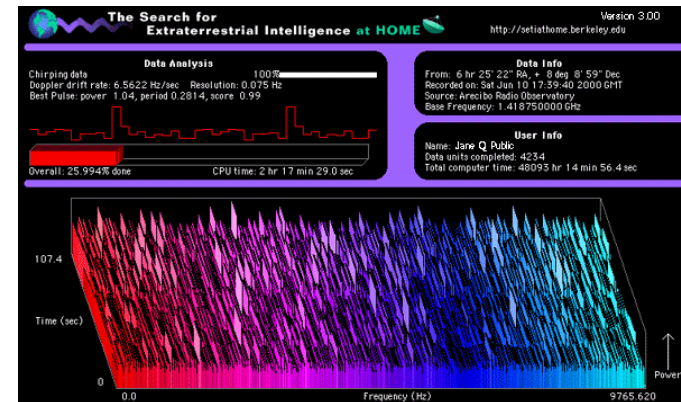 The Search for
Extraterrestrial Intelligence at HOME
Version 3.00
http://setiathome.berkeley.edu
Data Analysis
Chirping data 100%
Doppler drift rate: 6.5622 Hz/sec Resolution: 0.075 Hz
Best Pulse: power 1.04, period 0.2814, score 0.99
Overall: 25.994% done CPU time: 2 hr 17 min 29.0 sec
Data Info
From: 6 hr 25' 22" RA, + 8 deg 8' 59" Dec
Recorded on: Sat Jun 10 17:39:40 2000 GMT
Source: Arecibo Radio Observatory
Base Frequency: 1.418750000 GHz
User Info
Name: Jane Q Public
Data units completed: 4234
Total computer time: 48093 hr 14 min 56.4 sec
107.4
Time (sec)
0
Power
0.0 Frequency (Hz) 9765.620